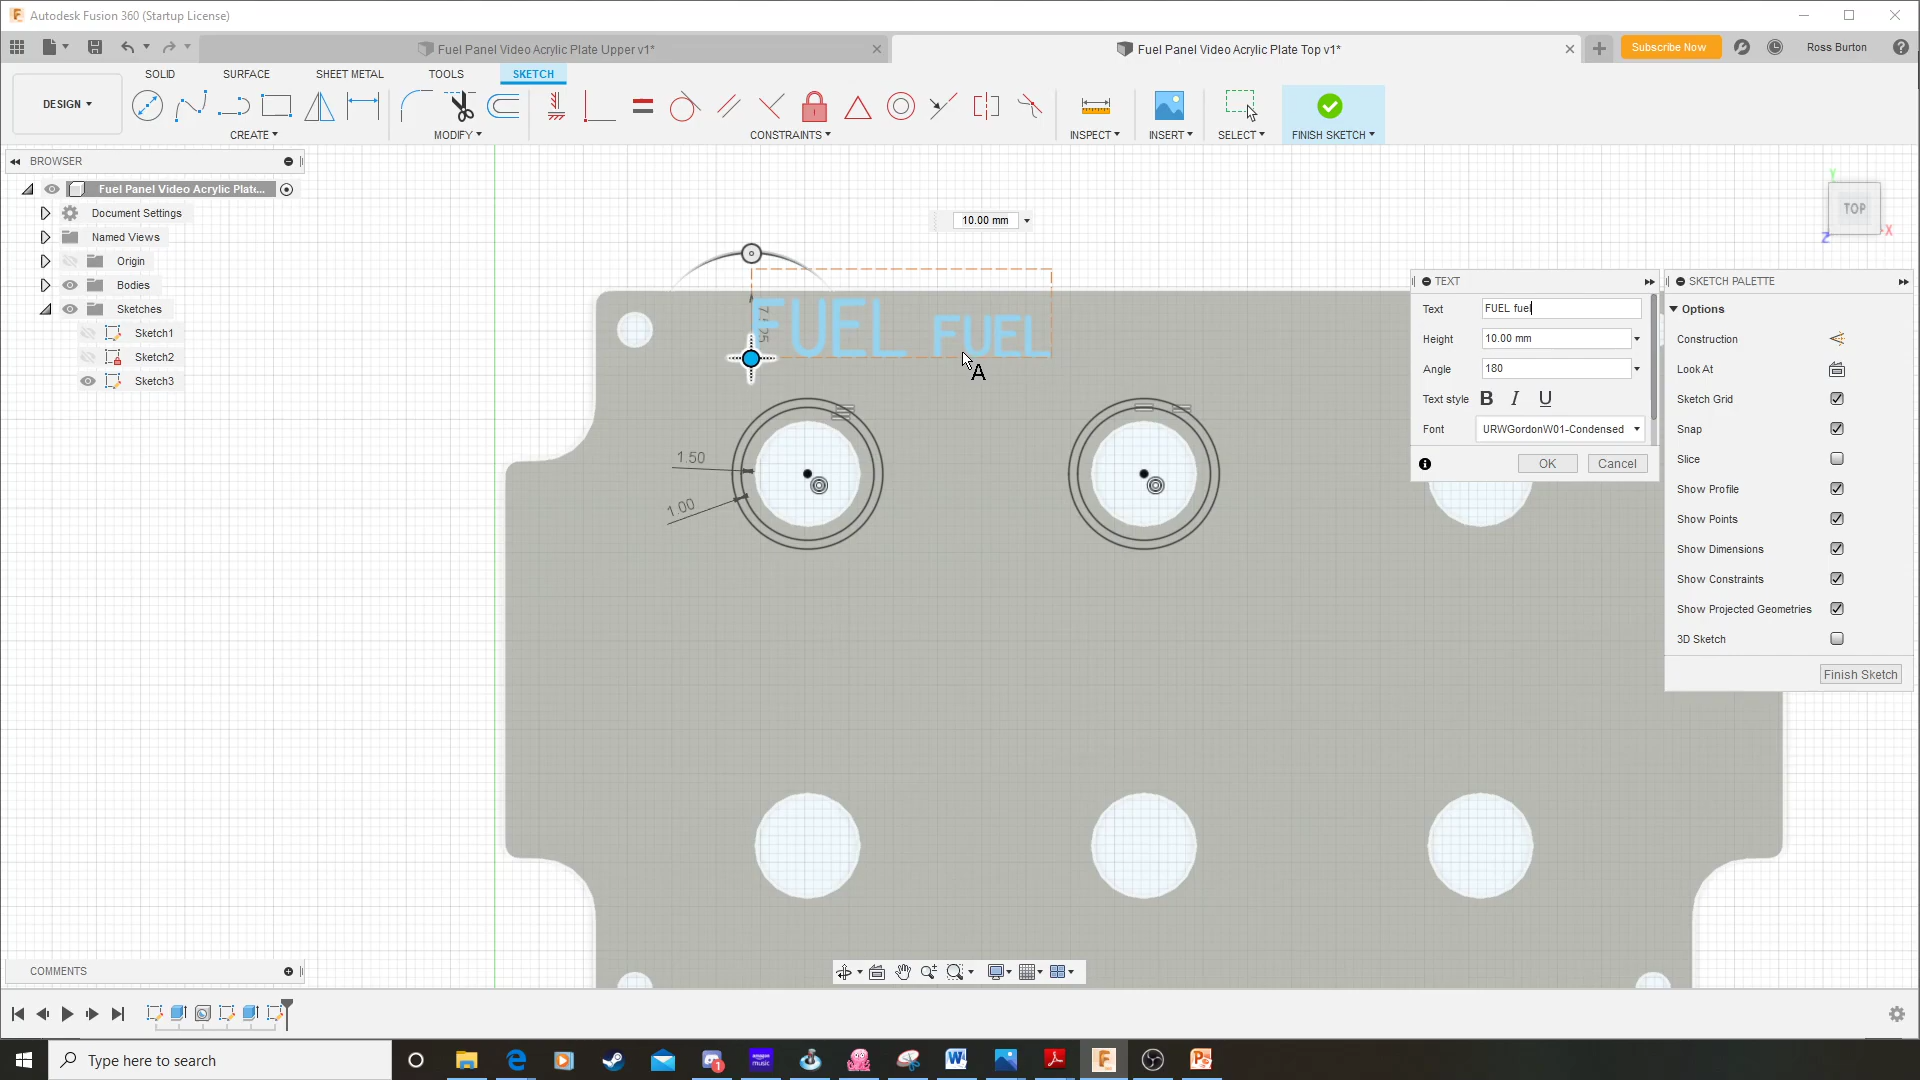 Autodesk Fusion 360 (Startup License)
Fuel Panel Video Acrylic Plate Upper v1*
Fuel Panel Video Acrylic Plate Top v1*
Subscribe Now
Ross Burton
SOLID
SURFACE
SHEET METAL
TOOLS
SKETCH
DESIGN
CREATE
MODIFY
CONSTRAINTS
INSPECT
INSERT
SELECT
FINISH SKETCH
BROWSER
Fuel Panel Video Acrylic Plat...
Document Settings
Named Views
Origin
Bodies
Sketches
Sketch1
Sketch2
Sketch3
10.00 mm
FUEL FUEL
A
1.50
1.00
TOP
X
Y
Z
TEXT
Text
FUEL fuel
Height
10.00 mm
Angle
180
Text style B I U
Font
URWGordonW01-Condensed
OK
Cancel
SKETCH PALETTE
Options
Construction
Look At
Sketch Grid
Snap
Slice
Show Profile
Show Points
Show Dimensions
Show Constraints
Show Projected Geometries
3D Sketch
Finish Sketch
COMMENTS
Type here to search
amazon music
1